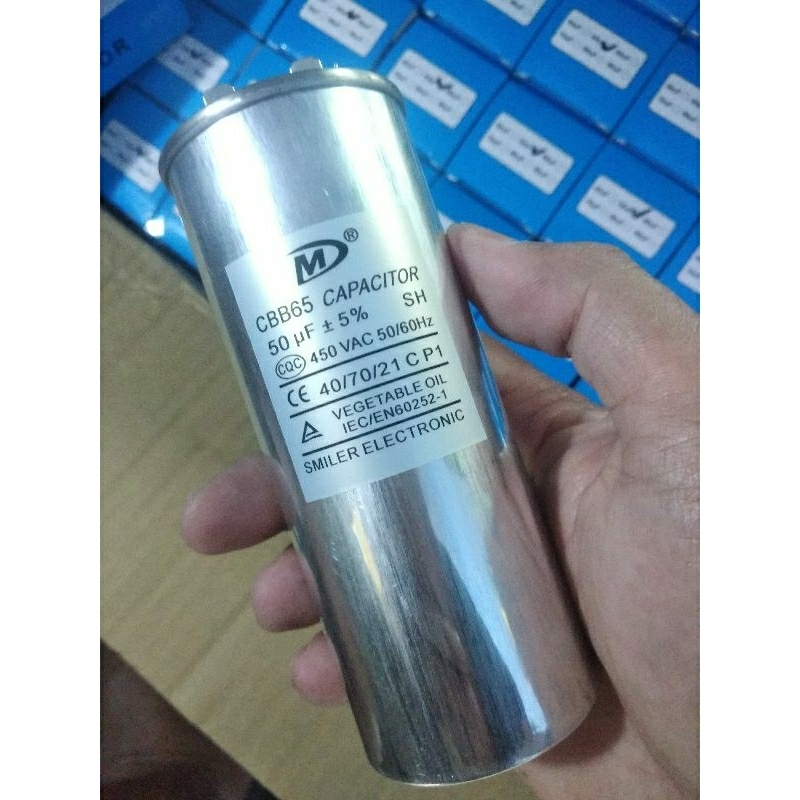 OR
M®
CBB65 CAPACITOR
50 µF ± 5% SH
CQC 450 VAC 50/60Hz
CE 40/70/21 C P1
VEGETABLE OIL
IEC/EN60252-1
SMILER ELECTRONIC